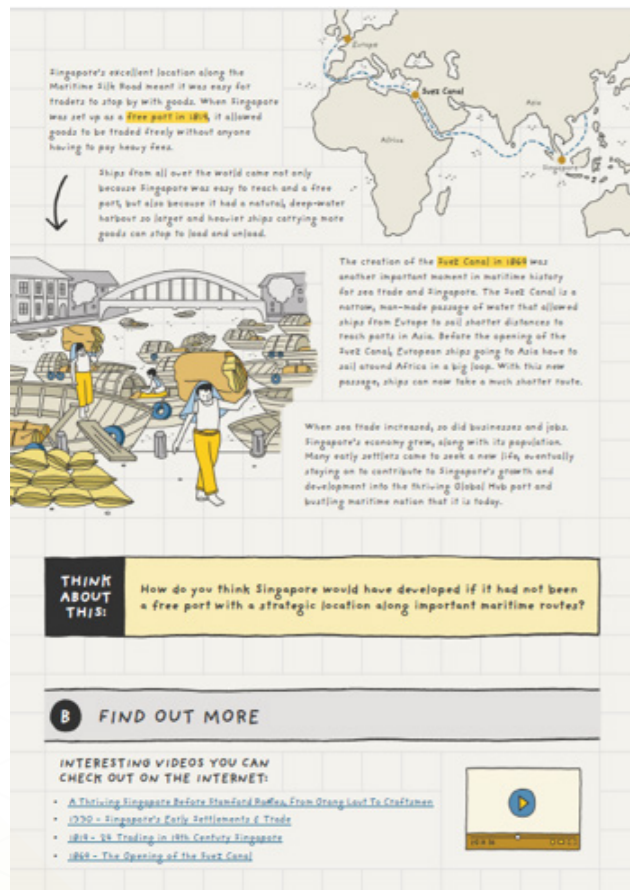 Europe
Suez Canal
Asia
Africa
Singapore
Singapore's excellent location along the
Maritime Silk Road meant it was easy for
traders to stop by with goods. When Singapore
was set up as a free port in 1819, it allowed
goods to be traded freely without anyone
having to pay heavy fees.
Ships from all over the world came not only
because Singapore was easy to reach and a free
port, but also because it had a natural, deep-water
harbour so larger and heavier ships carrying more
goods can stop to load and unload.
The creation of the Suez Canal in 1869 was
another important moment in maritime history
for sea trade and Singapore. The Suez Canal is a
narrow, man-made passage of water that allowed
ships from Europe to sail shorter distances to
reach ports in Asia. Before the opening of the
Suez Canal, European ships going to Asia have to
sail around Africa in a big loop. With this new
passage, ships can now take a much shorter route.
When sea trade increased, so did businesses and jobs.
Singapore's economy grew, along with its population.
Many early settlers came to seek a new life, eventually
staying on to contribute to Singapore's growth and
development into the thriving Global Hub port and
bustling maritime nation that it is today.
THINK
ABOUT
THIS:
How do you think Singapore would have developed if it had not been
a free port with a strategic location along important maritime routes?
B FIND OUT MORE
INTERESTING VIDEOS YOU CAN
CHECK OUT ON THE INTERNET:
• A Thriving Singapore Before Stamford Raffles, From Orang Laut To Craftsmen
• 1330 - Singapore's Early Settlements & Trade
• 1819 - '24 Trading in 19th Century Singapore
• 1869 - The Opening of the Suez Canal